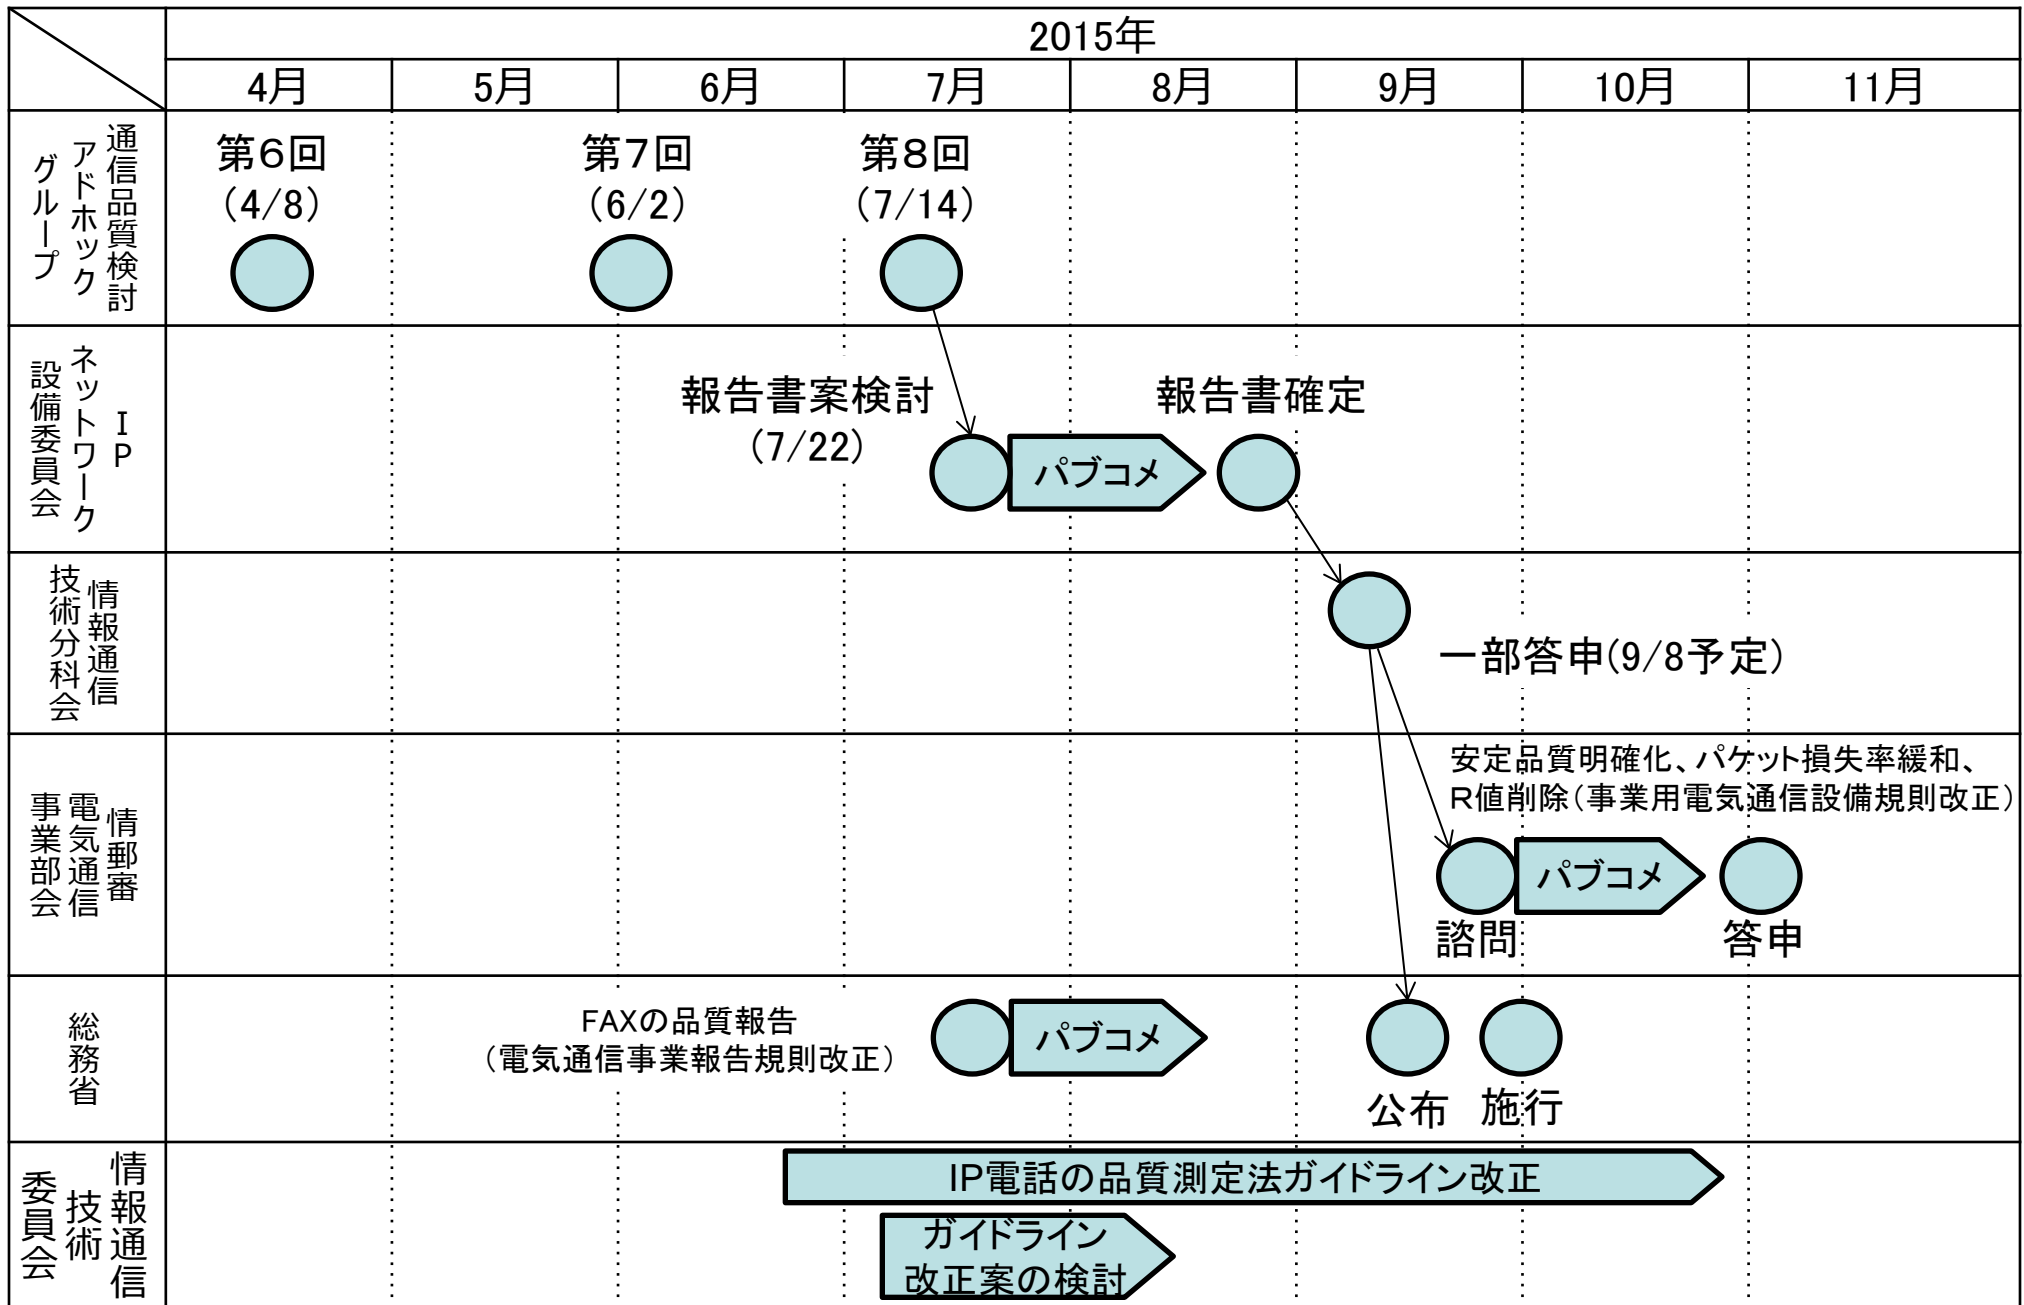 2015年
4月
5月
6月
7月
8月
9月
10月
11月
通信品質検討
アドホック
グループ
第6回
(4/8)
第7回
(6/2)
第8回
(7/14)
IP
ネットワーク
設備委員会
報告書案検討
(7/22)
パブコメ
報告書確定
情報通信
技術分科会
一部答申(9/8予定)
情郵審
電気通信
事業部会
安定品質明確化、パケット損失率緩和、
R値削除(事業用電気通信設備規則改正)
パブコメ
諮問
答申
総務省
FAXの品質報告
(電気通信事業報告規則改正)
パブコメ
公布
施行
情報通信
技術
委員会
IP電話の品質測定法ガイドライン改正
ガイドライン
改正案の検討